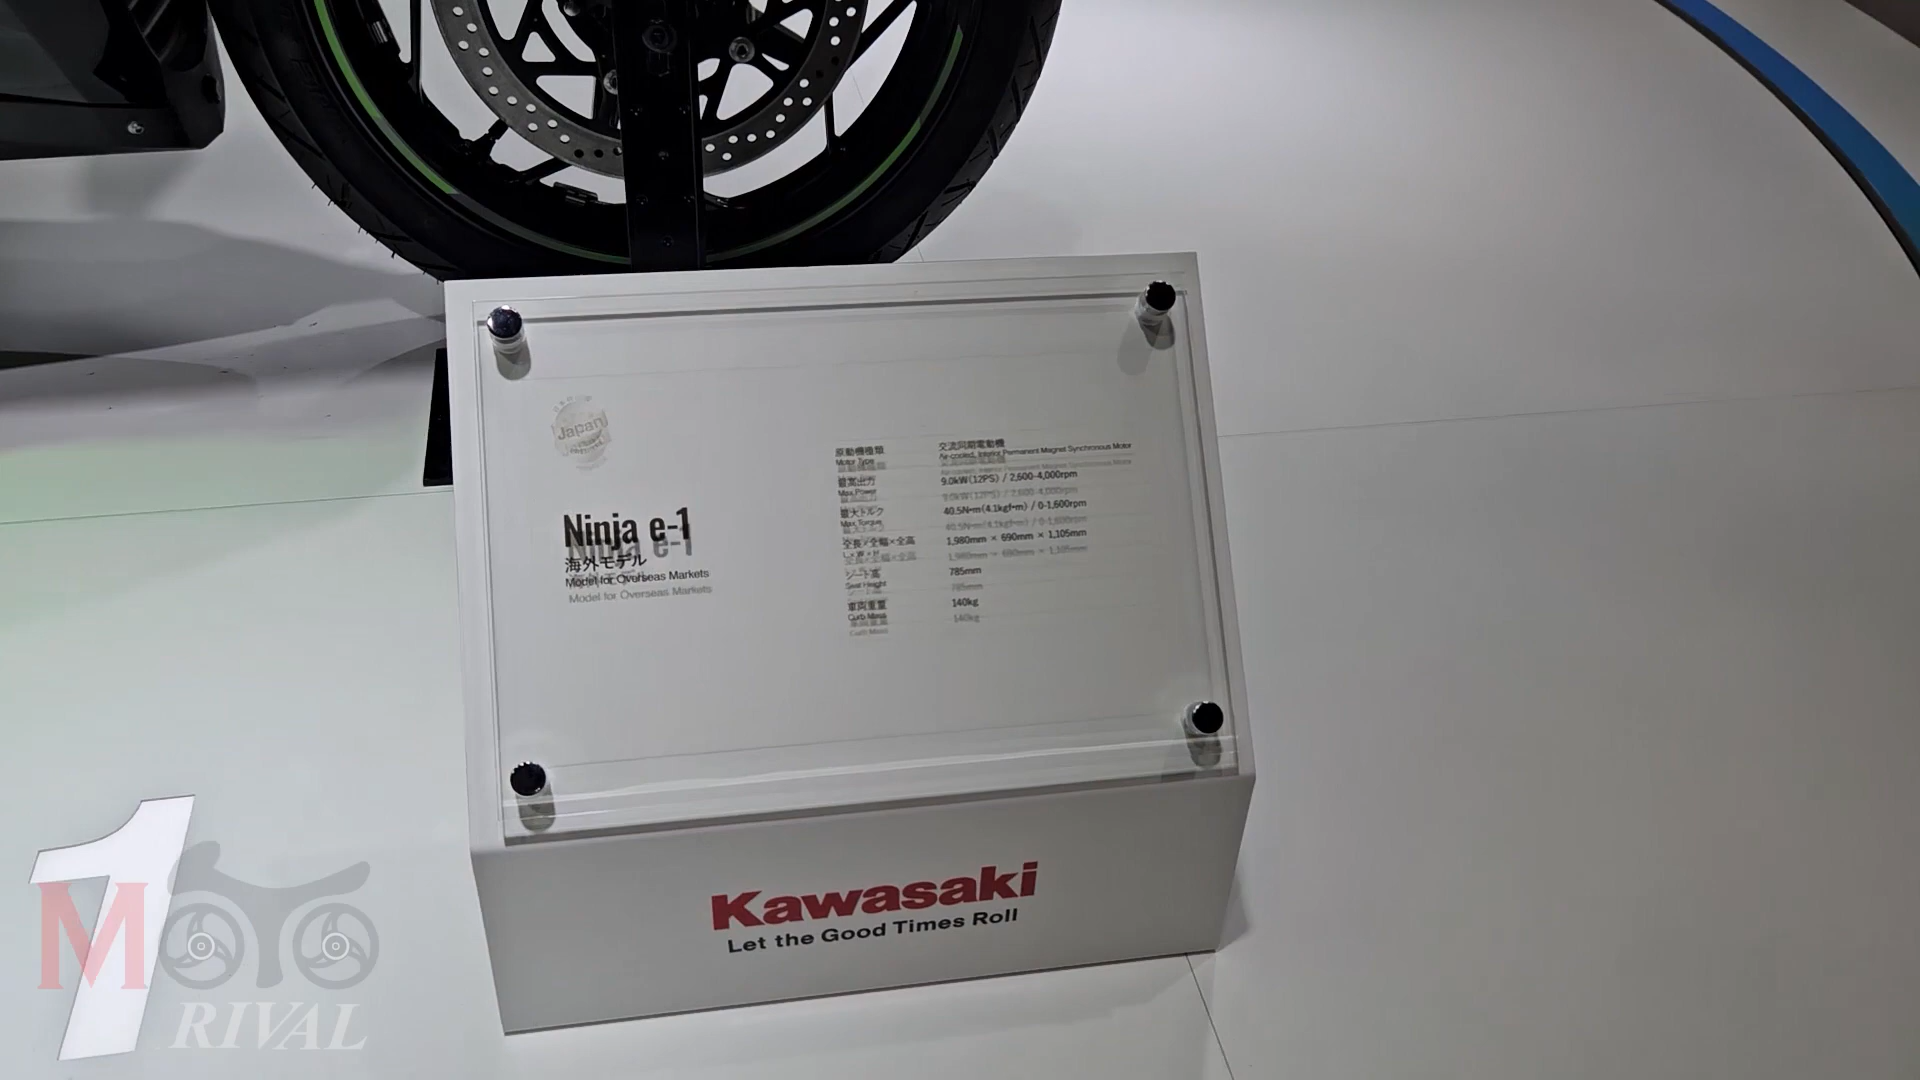 Japan
Ninja e-1
海外モデル
Model for Overseas Markets
原動機種類 交流同期電動機
Motor Type Air-cooled, Interior Permanent Magnet Synchronous Motor
最高出力 9.0kW(12PS) / 2,600-4,000rpm
Max.Power
最大トルク 40.5N•m(4.1kgf•m) / 0-1,600rpm
Max.Torque
全長×全幅×全高 1,980mm × 690mm × 1,105mm
シート高 785mm
Seat Height
車両重量 140kg
Curb Mass
Kawasaki
Let the Good Times Roll
1
MOTO
RIVAL